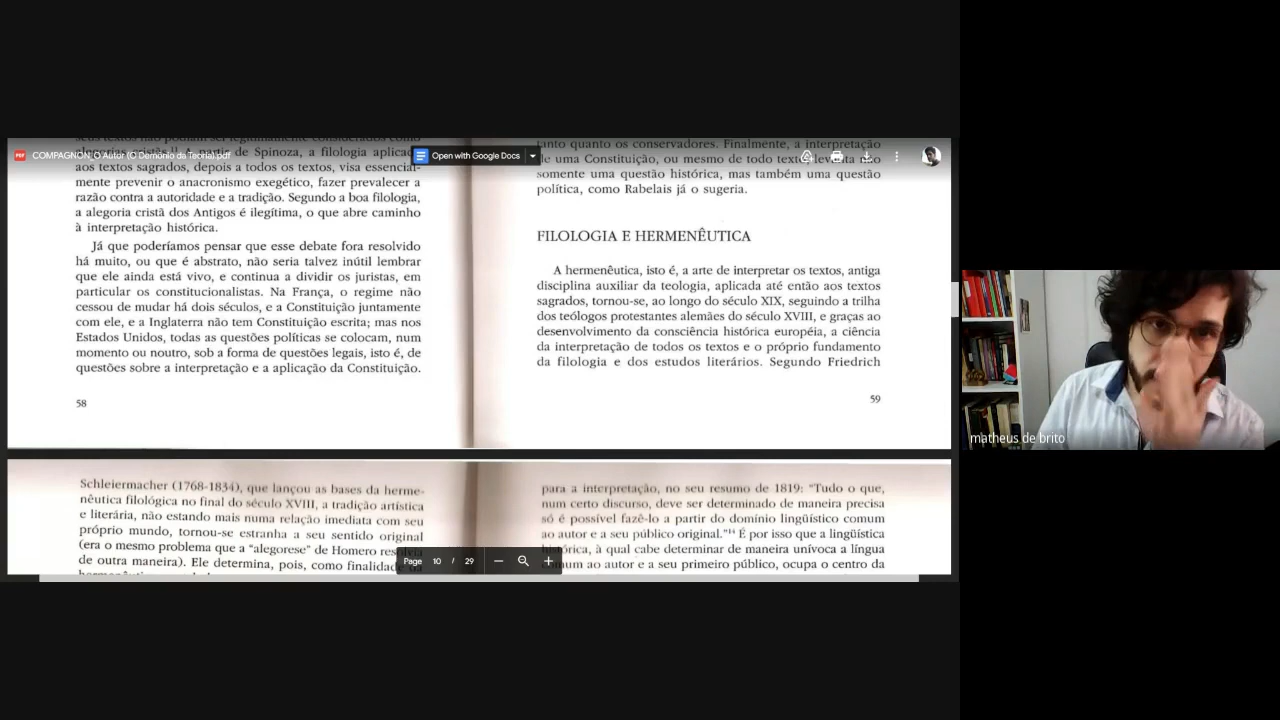 COMPAGNON_O Autor (O Demônio da Teoria).pdf
Open with Google Docs
alegorias cristãs.¹³ A partir de Spinoza, a filologia aplicada
aos textos sagrados, depois a todos os textos, visa essencial-
mente prevenir o anacronismo exegético, fazer prevalecer a
razão contra a autoridade e a tradição. Segundo a boa filologia,
a alegoria cristã dos Antigos é ilegítima, o que abre caminho
à interpretação histórica.
Já que poderíamos pensar que esse debate fora resolvido
há muito, ou que é abstrato, não seria talvez inútil lembrar
que ele ainda está vivo, e continua a dividir os juristas, em
particular os constitucionalistas. Na França, o regime não
cessou de mudar há dois séculos, e a Constituição juntamente
com ele, e a Inglaterra não tem Constituição escrita; mas nos
Estados Unidos, todas as questões políticas se colocam, num
momento ou noutro, sob a forma de questões legais, isto é, de
questões sobre a interpretação e a aplicação da Constituição.
58
tanto quanto os conservadores. Finalmente, a interpretação
de uma Constituição, ou mesmo de todo texto, levanta não
somente uma questão histórica, mas também uma questão
política, como Rabelais já o sugeria.
FILOLOGIA E HERMENÊUTICA
A hermenêutica, isto é, a arte de interpretar os textos, antiga
disciplina auxiliar da teologia, aplicada até então aos textos
sagrados, tornou-se, ao longo do século XIX, seguindo a trilha
dos teólogos protestantes alemães do século XVIII, e graças ao
desenvolvimento da consciência histórica européia, a ciência
da interpretação de todos os textos e o próprio fundamento
da filologia e dos estudos literários. Segundo Friedrich
59
Schleiermacher (1768-1834), que lançou as bases da herme-
nêutica filológica no final do século XVIII, a tradição artística
e literária, não estando mais numa relação imediata com seu
próprio mundo, tornou-se estranha a seu sentido original
(era o mesmo problema que a "alegorese" de Homero resolvia
de outra maneira). Ele determina, pois, como finalidade da
para a interpretação, no seu resumo de 1819: "Tudo o que,
num certo discurso, deve ser determinado de maneira precisa
só é possível fazê-lo a partir do domínio lingüístico comum
ao autor e a seu público original."¹⁴ É por isso que a lingüística
histórica, à qual cabe determinar de maneira unívoca a língua
comum ao autor e a seu primeiro público, ocupa o centro da
Page 10 / 29
matheus de brito